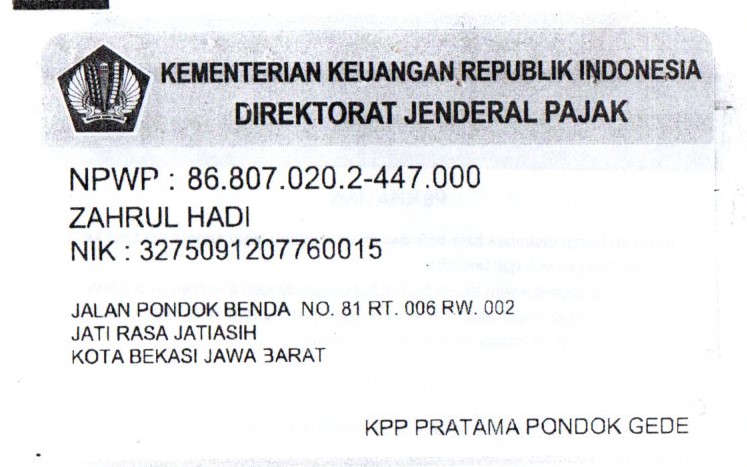 KEMENTERIAN KEUANGAN REPUBLIK INDONESIA
DIREKTORAT JENDERAL PAJAK
NPWP : 86.807.020.2-447.000
ZAHRUL HADI
NIK : 3275091207760015
JALAN PONDOK BENDA NO. 81 RT. 006 RW. 002
JATI RASA JATIASIH
KOTA BEKASI JAWA BARAT
KPP PRATAMA PONDOK GEDE